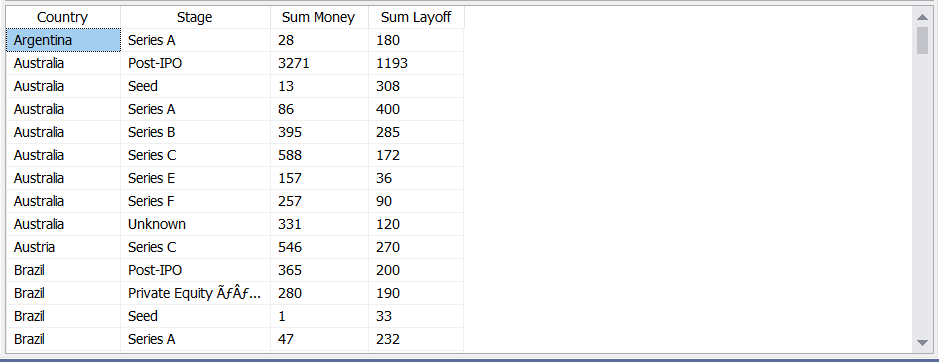 Country Stage Sum Money Sum Layoff
Argentina Series A 28 180
Australia Post-IPO 3271 1193
Australia Seed 13 308
Australia Series A 86 400
Australia Series B 395 285
Australia Series C 588 172
Australia Series E 157 36
Australia Series F 257 90
Australia Unknown 331 120
Austria Series C 546 270
Brazil Post-IPO 365 200
Brazil Private Equity ÃƒÂƒ... 280 190
Brazil Seed 1 33
Brazil Series A 47 232